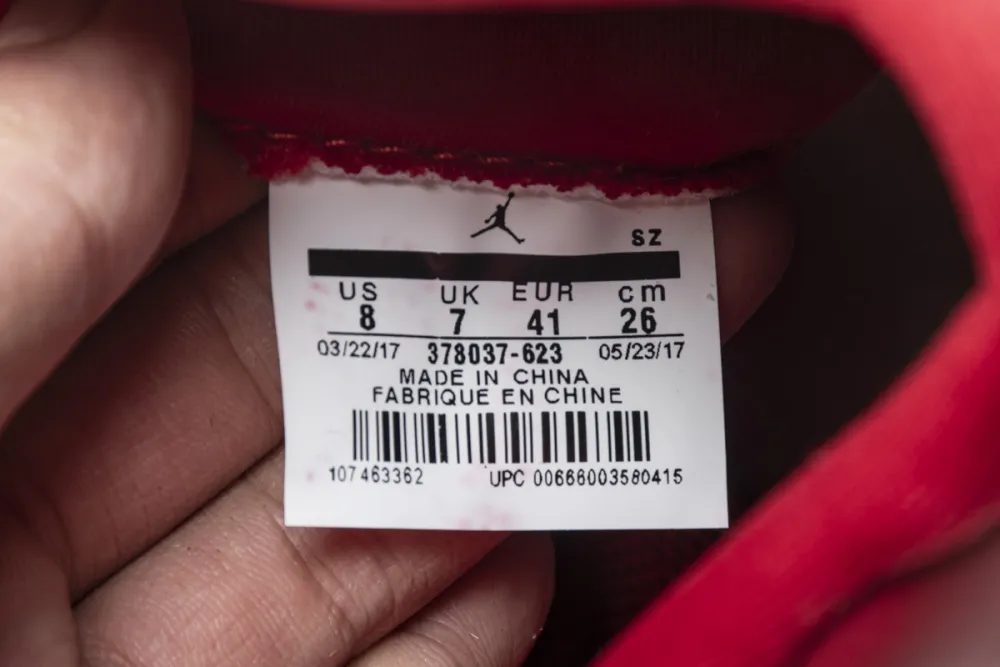 SZ
US UK EUR cm
8 7 41 26
03/22/17 378037-623 05/23/17
MADE IN CHINA
FABRIQUE EN CHINE
107463362 UPC 00666003580415